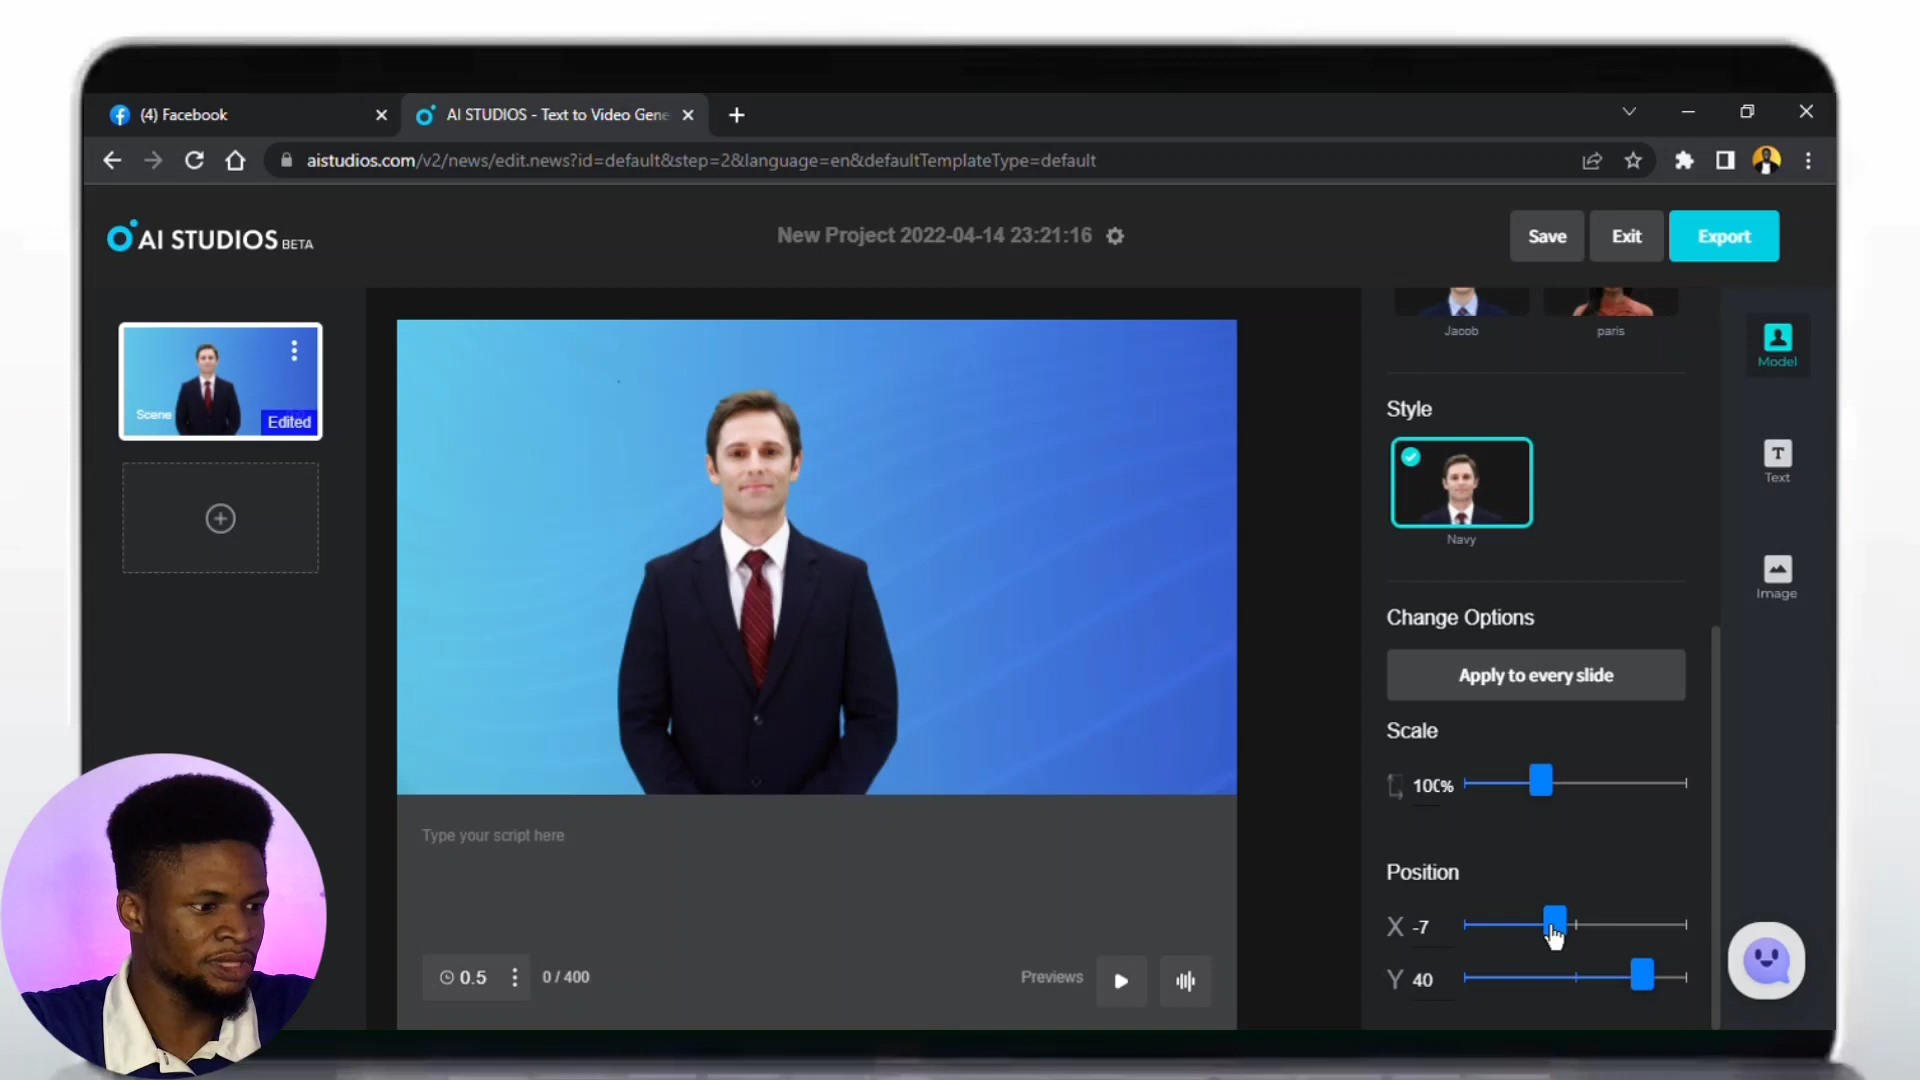 (4) Facebook
AI STUDIOS - Text to Video Gene
aistudios.com/v2/news/edit.news?id=default&step=2&language=en&defaultTemplateType=default
AI STUDIOS BETA
New Project 2022-04-14 23:21:16
Save
Exit
Export
Scene
Edited
Jacob
paris
Style
Navy
Change Options
Apply to every slide
Scale
100%
Position
X -7
Y 40
Model
Text
Image
Type your script here
0.5
0 / 400
Previews